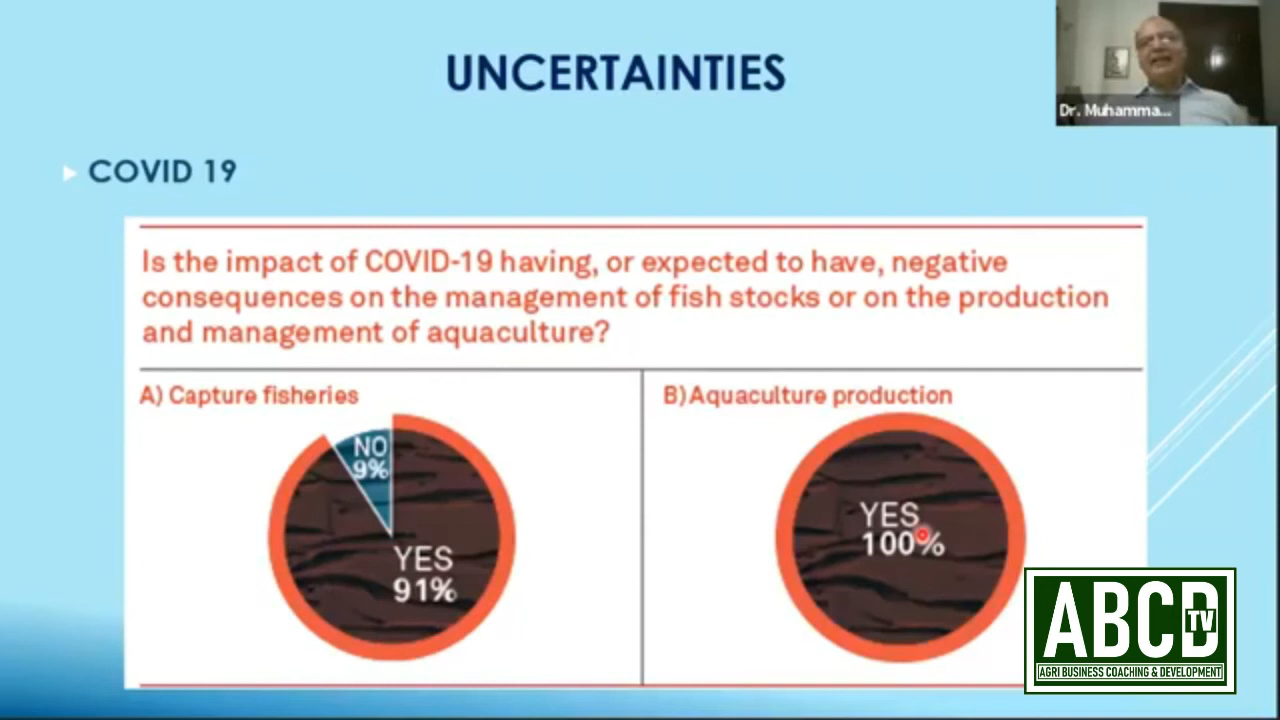 UNCERTAINTIES
Dr. Muhamma...
COVID 19
Is the impact of COVID-19 having, or expected to have, negative
consequences on the management of fish stocks or on the production
and management of aquaculture?
A) Capture fisheries
NO
9%
YES
91%
B) Aquaculture production
YES
100%
ABCD TV
AGRI BUSINESS COACHING & DEVELOPMENT